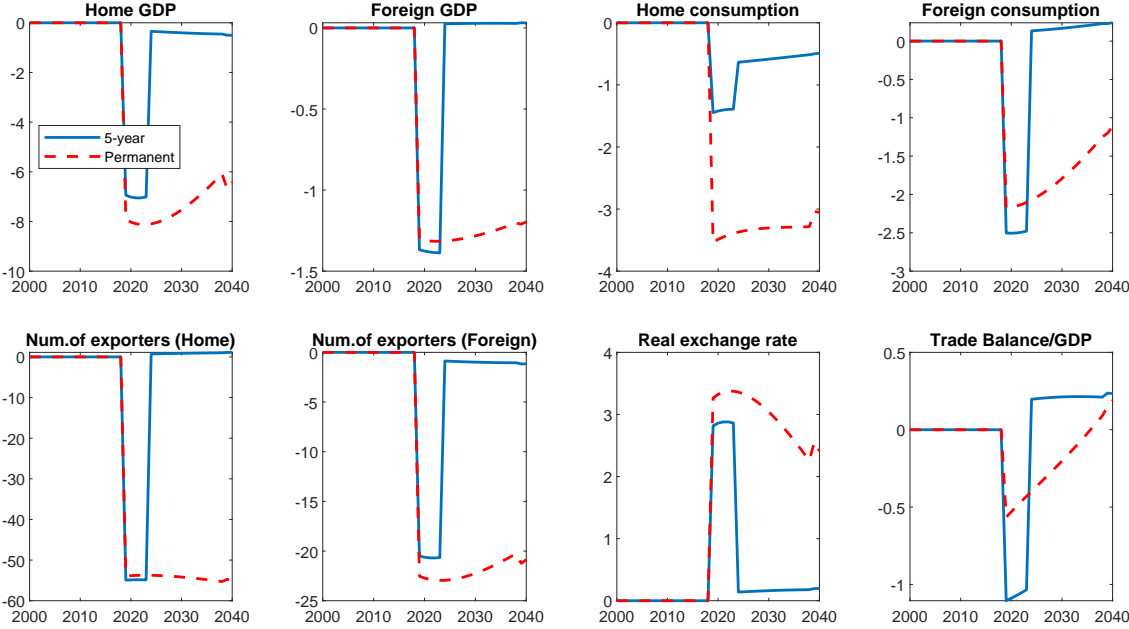 Home GDP
0
-2
-4
-6
-8
-10
2000 2010 2020 2030 2040
5-year
Permanent
Foreign GDP
0
-0.5
-1
-1.5
2000 2010 2020 2030 2040
Home consumption
0
-1
-2
-3
-4
2000 2010 2020 2030 2040
Foreign consumption
0
-0.5
-1
-1.5
-2
-2.5
-3
2000 2010 2020 2030 2040
Num.of exporters (Home)
0
-10
-20
-30
-40
-50
-60
2000 2010 2020 2030 2040
Num.of exporters (Foreign)
0
-5
-10
-15
-20
-25
2000 2010 2020 2030 2040
Real exchange rate
4
3
2
1
0
2000 2010 2020 2030 2040
Trade Balance/GDP
0.5
0
-0.5
-1
2000 2010 2020 2030 2040